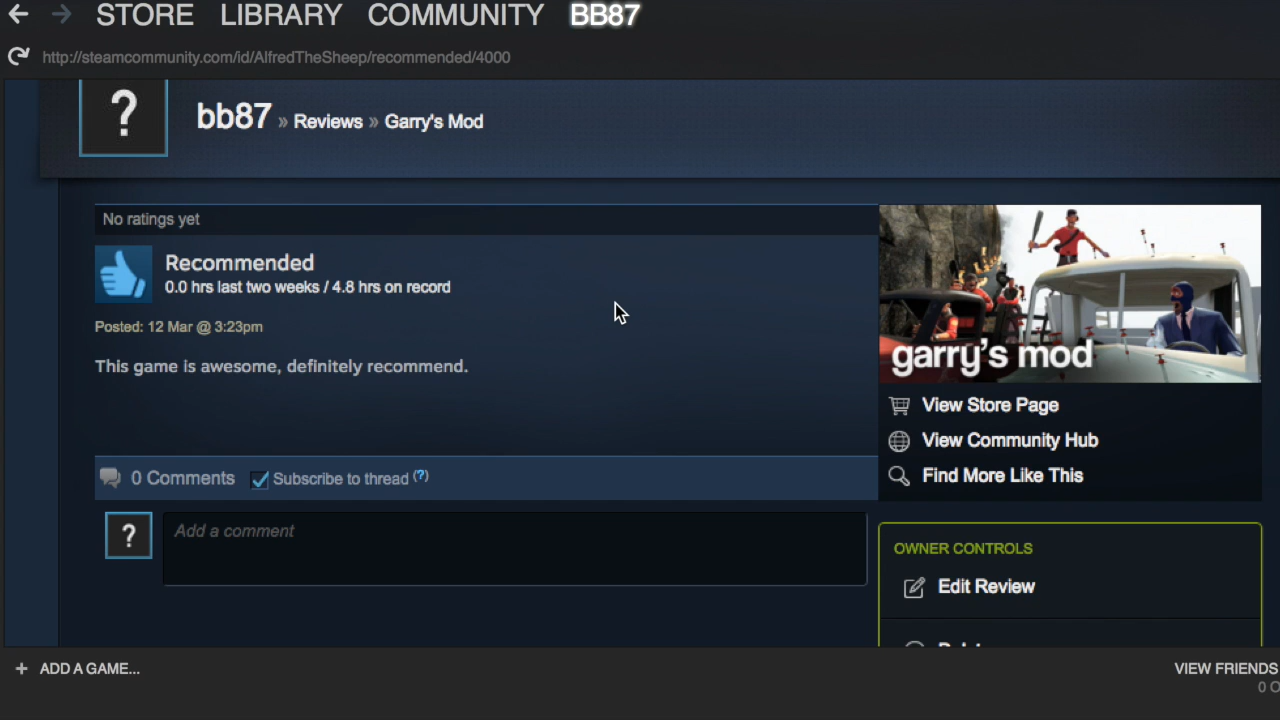 STORE LIBRARY COMMUNITY BB87
http://steamcommunity.com/id/AlfredTheSheep/recommended/4000
?
bb87 » Reviews » Garry's Mod
No ratings yet
Recommended
0.0 hrs last two weeks / 4.8 hrs on record
Posted: 12 Mar @ 3:23pm
This game is awesome, definitely recommend.
garry's mod
View Store Page
View Community Hub
Find More Like This
0 Comments Subscribe to thread (?)
?
Add a comment
OWNER CONTROLS
Edit Review
+ ADD A GAME...
VIEW FRIENDS
0